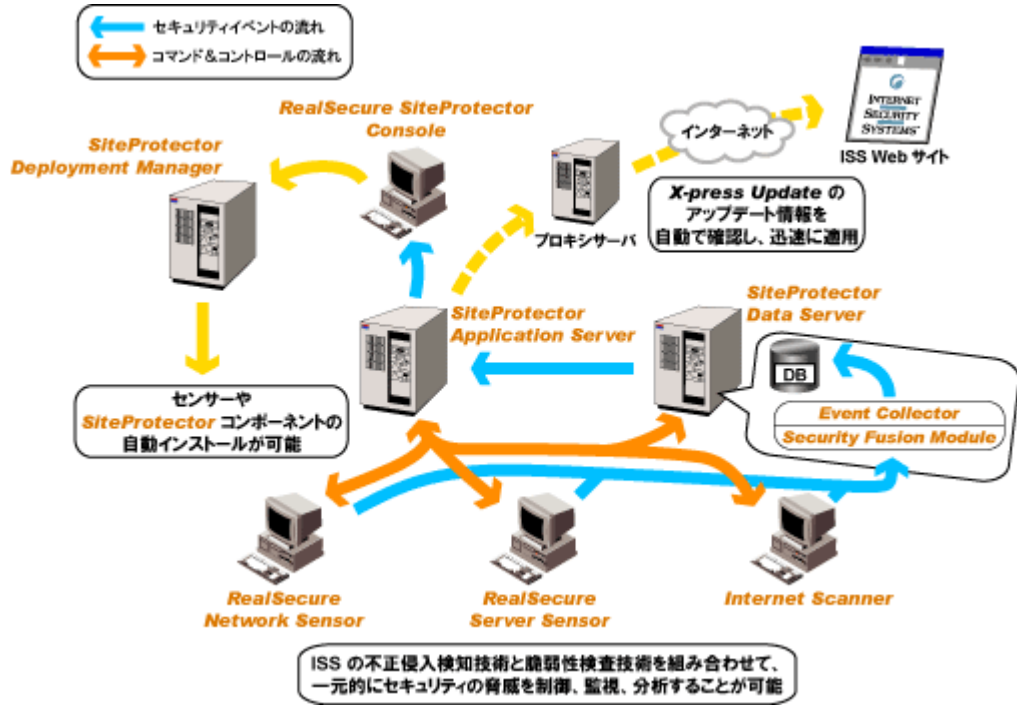 セキュリティイベントの流れ
コマンド＆コントロールの流れ
RealSecure SiteProtector
Console
SiteProtector
Deployment Manager
インターネット
INTERNET
SECURITY
SYSTEMS™
ISS Web サイト
プロキシサーバ
X-press Update の
アップデート情報を
自動で確認し、迅速に適用
SiteProtector
Application Server
SiteProtector
Data Server
DB
Event Collector
Security Fusion Module
センサーや
SiteProtector コンポーネントの
自動インストールが可能
RealSecure
Network Sensor
RealSecure
Server Sensor
Internet Scanner
ISS の不正侵入検知技術と脆弱性検査技術を組み合わせて、
一元的にセキュリティの脅威を制御、監視、分析することが可能